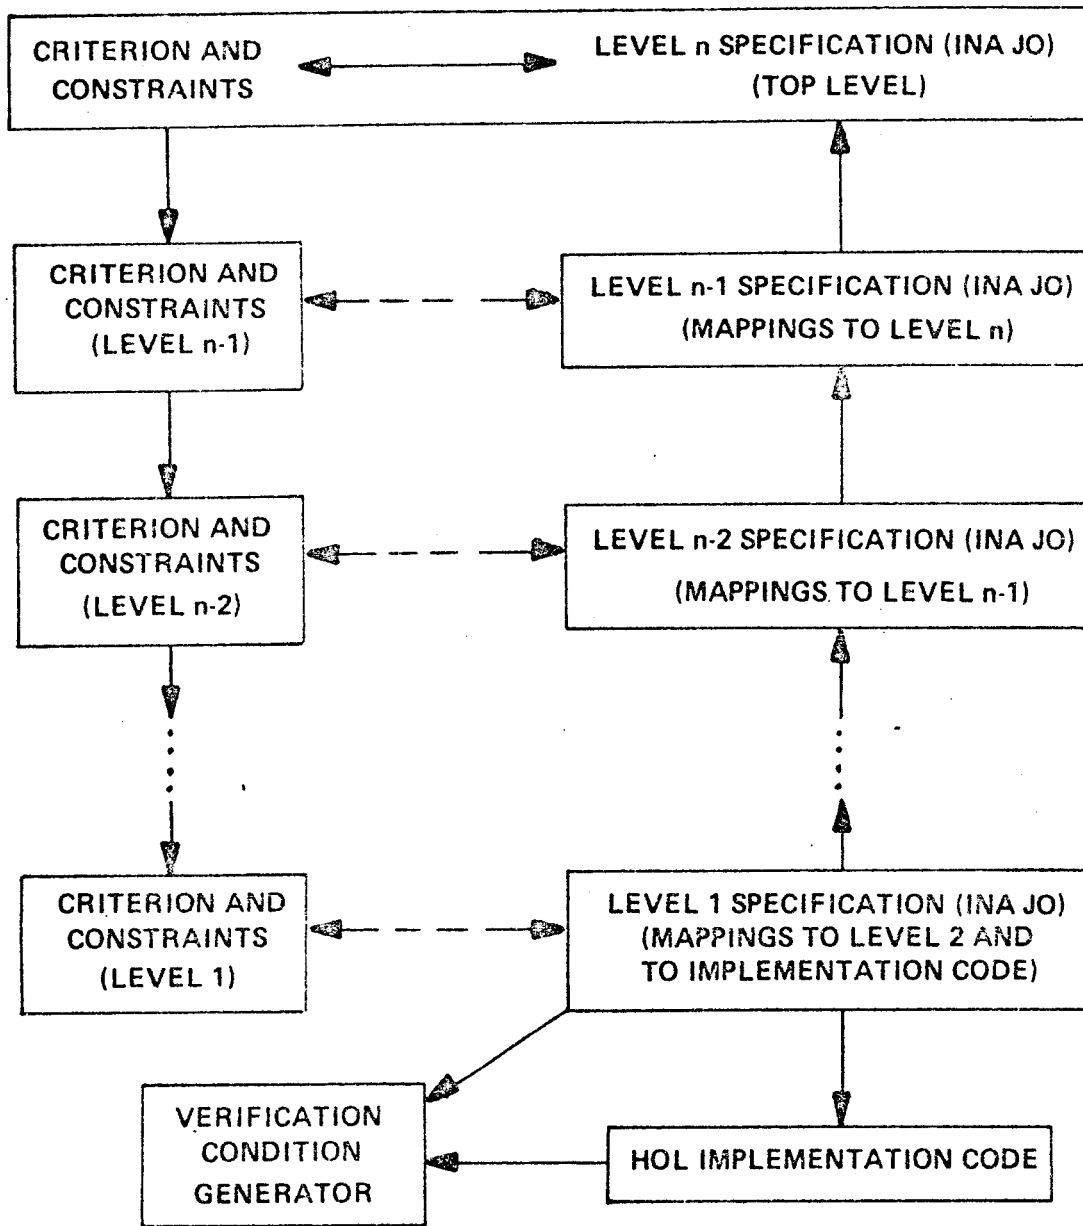 CRITERION AND
CONSTRAINTS
LEVEL n SPECIFICATION (INA JO)
(TOP LEVEL)
CRITERION AND
CONSTRAINTS
(LEVEL n-1)
LEVEL n-1 SPECIFICATION (INA JO)
(MAPPINGS TO LEVEL n)
CRITERION AND
CONSTRAINTS
(LEVEL n-2)
LEVEL n-2 SPECIFICATION (INA JO)
(MAPPINGS TO LEVEL n-1)
CRITERION AND
CONSTRAINTS
(LEVEL 1)
LEVEL 1 SPECIFICATION (INA JO)
(MAPPINGS TO LEVEL 2 AND
TO IMPLEMENTATION CODE)
VERIFICATION
CONDITION
GENERATOR
HOL IMPLEMENTATION CODE